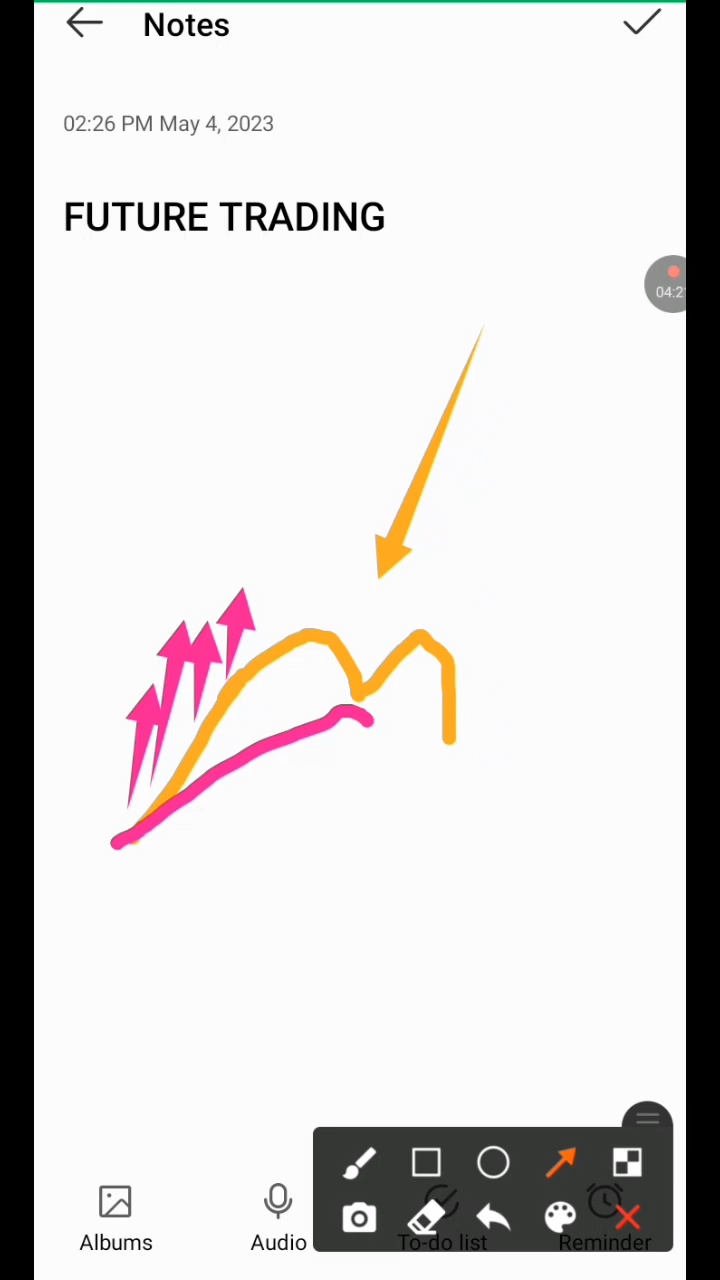 Notes
02:26 PM May 4, 2023
FUTURE TRADING
Albums
Audio
To-do list
Reminder